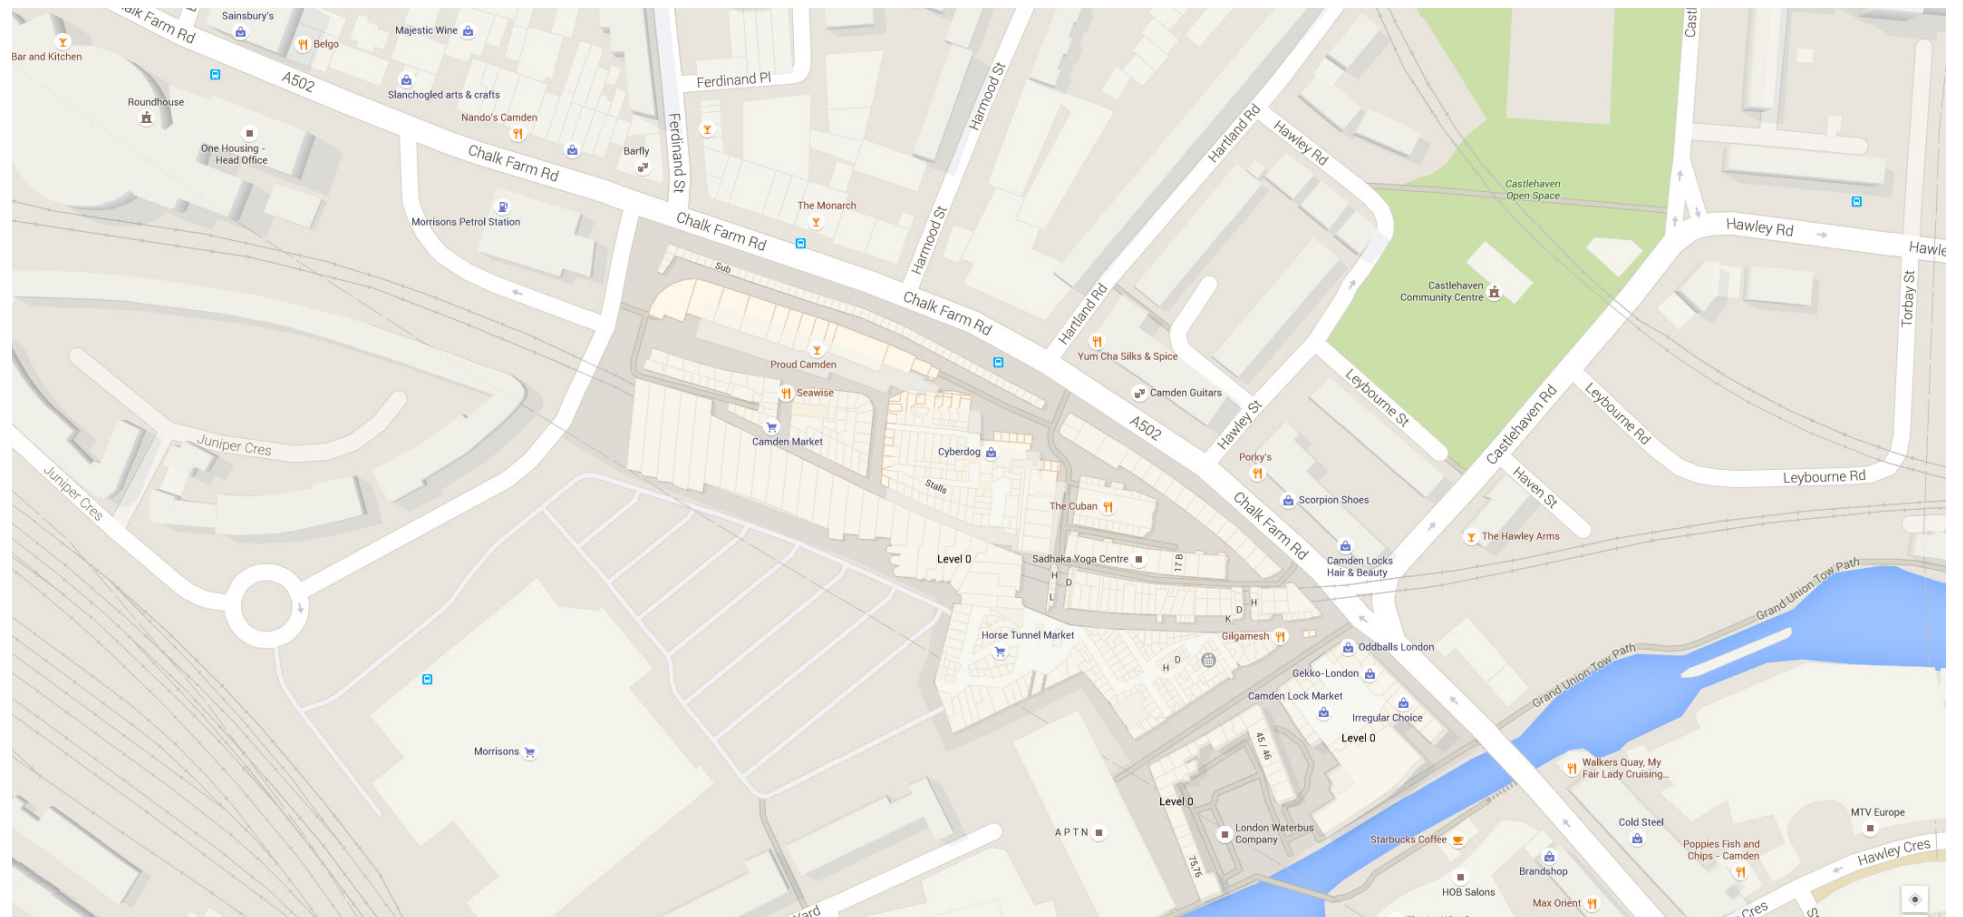 Chalk Farm Rd
Sainsbury's
Belgo
Majestic Wine
Bar and Kitchen
A502
Slanchogled arts & crafts
Ferdinand Pl
Harmood St
Roundhouse
Nando's Camden
Ferdinand St
Hartland Rd
Hawley Rd
One Housing -
Head Office
Chalk Farm Rd
Barfly
Castlehaven
Open Space
Morrisons Petrol Station
The Monarch
Chalk Farm Rd
Harmood St
Hawley Rd
Sub
Castlehaven
Community Centre
Torbay St
Chalk Farm Rd
Hartland Rd
Proud Camden
Yum Cha Silks & Spice
Seawise
Camden Guitars
Leybourne St
Castlehaven Rd
Leybourne Rd
Juniper Cres
Camden Market
A502
Hawley St
Cyberdog
Porky's
Juniper Cres
Stalls
Scorpion Shoes
Haven St
Leybourne Rd
The Cuban
Chalk Farm Rd
The Hawley Arms
Level 0
Sadhaka Yoga Centre
17 B
Camden Locks
Hair & Beauty
H
D
L
D
H
K
Grand Union Tow Path
Horse Tunnel Market
Gilgamesh
Oddballs London
H
D
Gekko-London
Grand Union Tow Path
Camden Lock Market
Irregular Choice
Morrisons
45 / 46
Level 0
Walkers Quay, My
Fair Lady Cruising...
Level 0
APTN
London Waterbus
Company
Starbucks Coffee
Cold Steel
MTV Europe
75,76
Poppies Fish and
Chips - Camden
Hawley Cres
Brandshop
HOB Salons
Max Orient